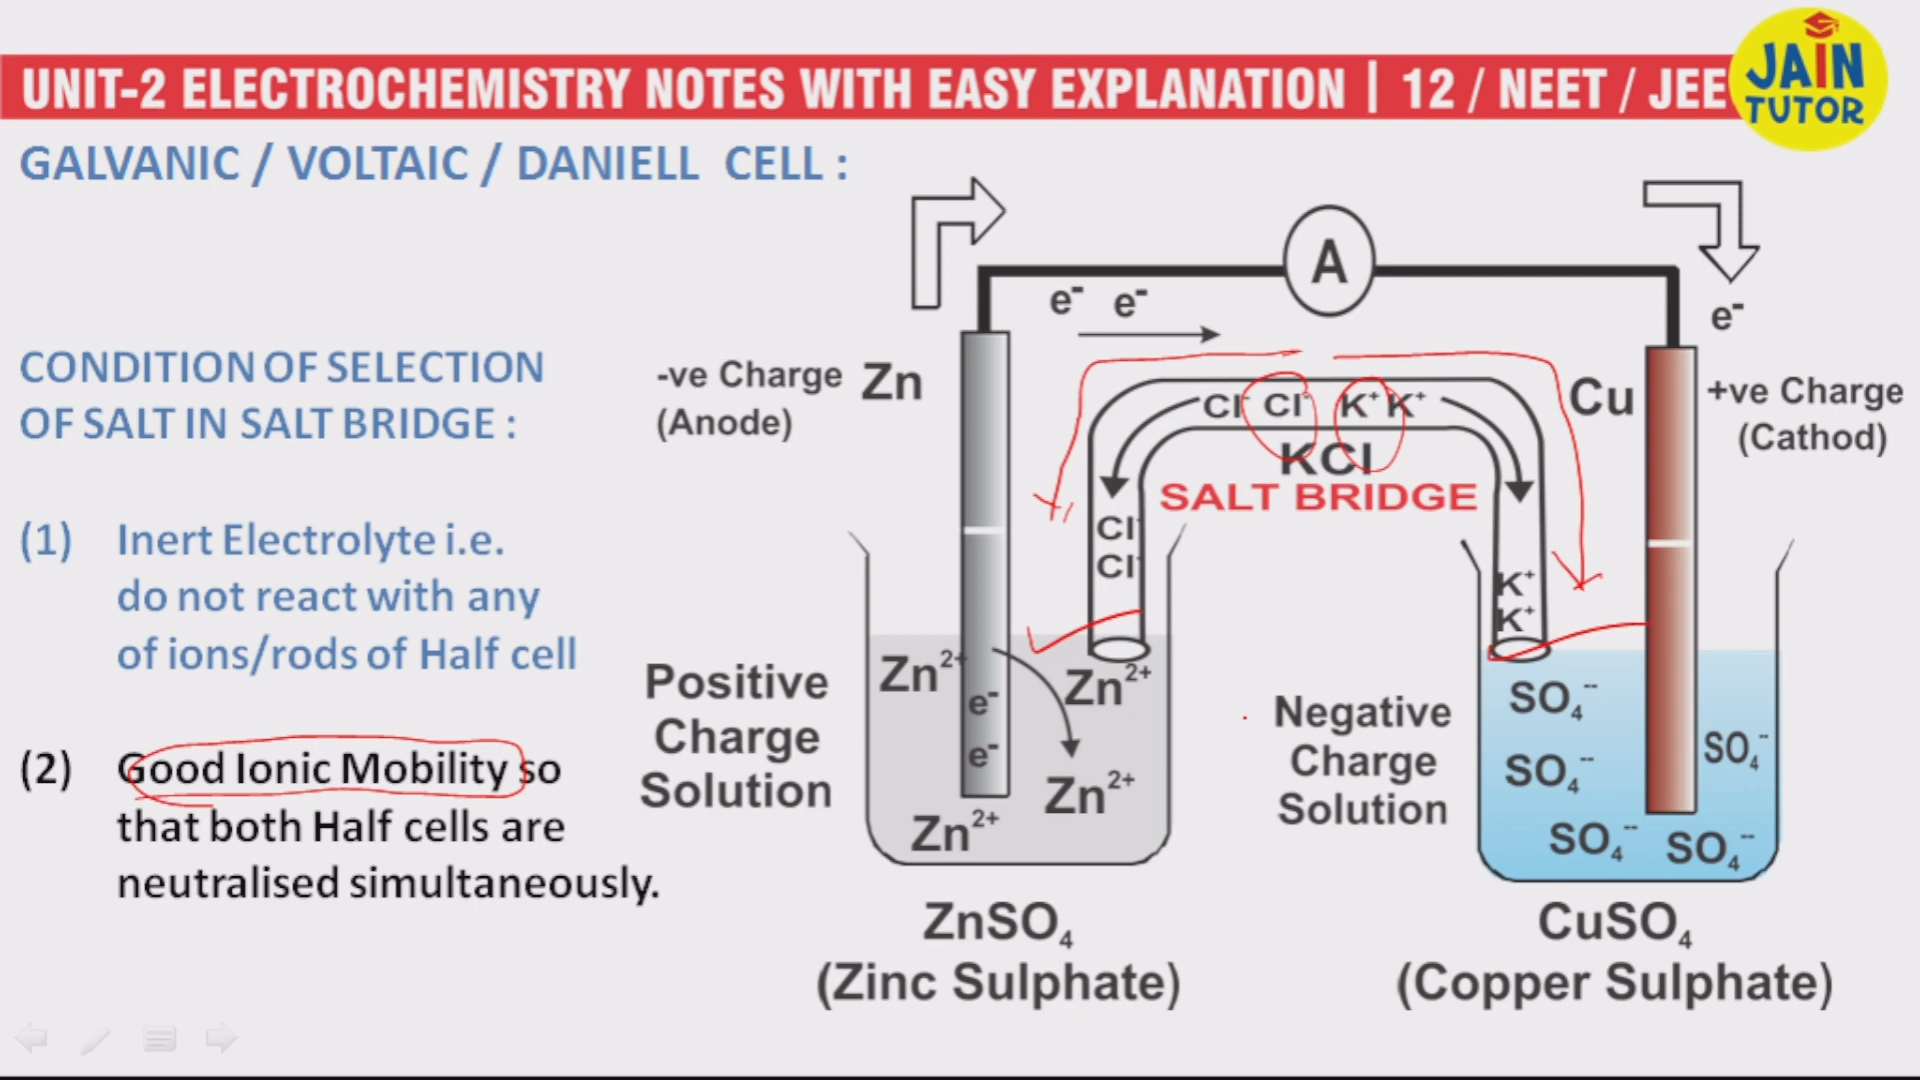 UNIT-2 ELECTROCHEMISTRY NOTES WITH EASY EXPLANATION | 12 / NEET / JEE
JAIN
TUTOR
GALVANIC / VOLTAIC / DANIELL CELL :
CONDITION OF SELECTION
OF SALT IN SALT BRIDGE :
(1) Inert Electrolyte i.e.
do not react with any
of ions/rods of Half cell
(2) Good Ionic Mobility so
that both Half cells are
neutralised simultaneously.
A
e⁻ e⁻
e⁻
-ve Charge
(Anode)
Zn
Cl⁻ Cl⁻ K⁺ K⁺
KCl
SALT BRIDGE
Cu
+ve Charge
(Cathod)
Cl⁻
Cl⁻
K⁺
K⁺
Positive
Charge
Solution
Zn²⁺
e⁻
e⁻
Zn²⁺
Zn²⁺
Zn²⁺
Negative
Charge
Solution
SO₄⁻⁻
SO₄⁻⁻
SO₄⁻
SO₄⁻⁻
SO₄⁻⁻
ZnSO₄
(Zinc Sulphate)
CuSO₄
(Copper Sulphate)